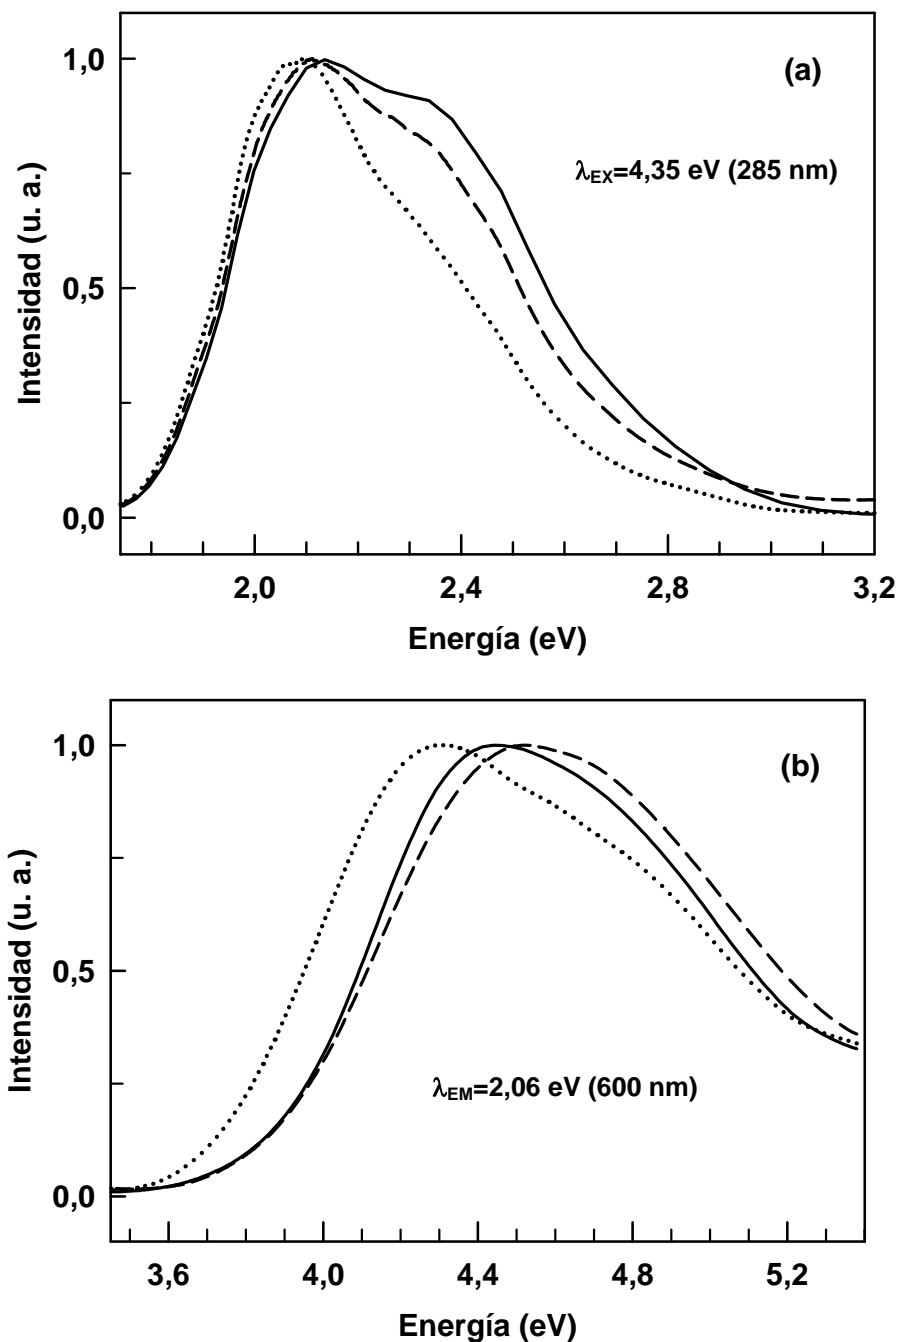 (a)
1,0
λEX=4,35 eV (285 nm)
0,5
0,0
Intensidad (u. a.)
2,0 2,4 2,8 3,2
Energía (eV)
(b)
1,0
0,5
λEM=2,06 eV (600 nm)
0,0
Intensidad (u. a.)
3,6 4,0 4,4 4,8 5,2
Energía (eV)